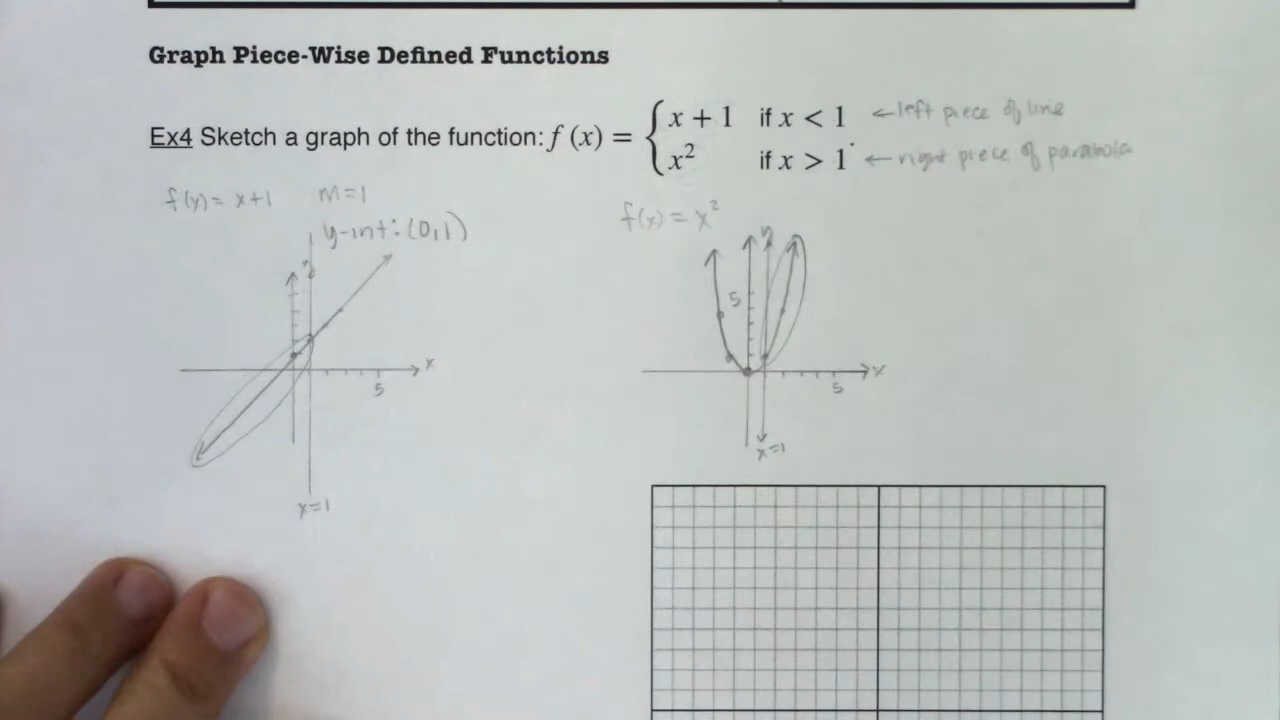 Graph Piece-Wise Defined Functions
Ex4 Sketch a graph of the function: f (x) = { x + 1 if x < 1 ← left piece of line
x² if x > 1 ← right piece of parabola
f(x) = x+1 m=1
y-int: (0,1)
f(x) = x²
y
y
5
x
5
x
5
x=1
x=1